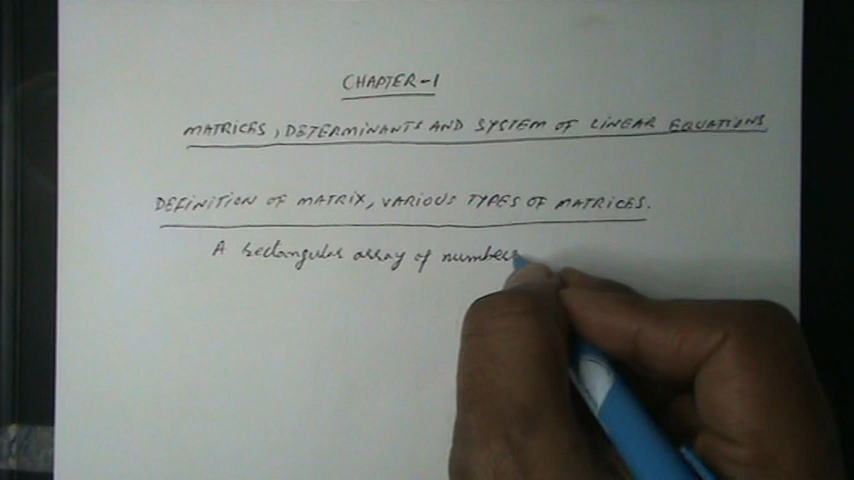 CHAPTER-1
MATRICES, DETERMINANTS AND SYSTEM OF LINEAR EQUATIONS.
DEFINITION OF MATRIX, VARIOUS TYPES OF MATRICES.
A rectangular array of numbers